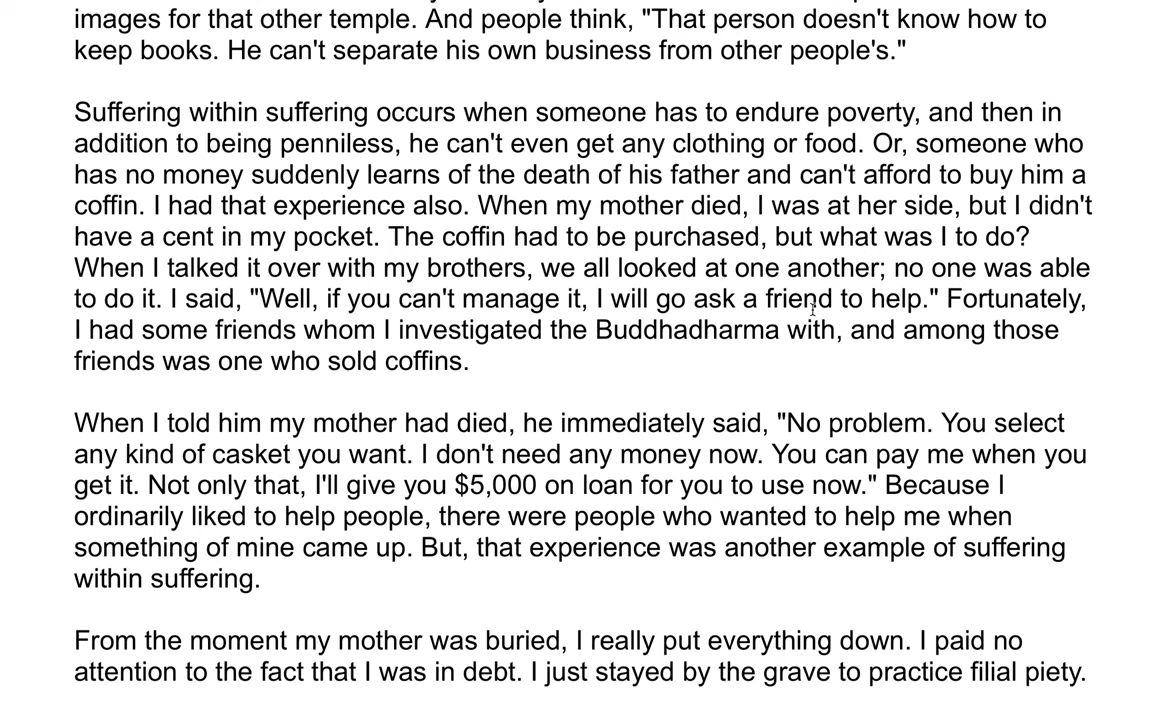 images for that other temple. And people think, "That person doesn't know how to
keep books. He can't separate his own business from other people's."
Suffering within suffering occurs when someone has to endure poverty, and then in
addition to being penniless, he can't even get any clothing or food. Or, someone who
has no money suddenly learns of the death of his father and can't afford to buy him a
coffin. I had that experience also. When my mother died, I was at her side, but I didn't
have a cent in my pocket. The coffin had to be purchased, but what was I to do?
When I talked it over with my brothers, we all looked at one another; no one was able
to do it. I said, "Well, if you can't manage it, I will go ask a friend to help." Fortunately,
I had some friends whom I investigated the Buddhadharma with, and among those
friends was one who sold coffins.
When I told him my mother had died, he immediately said, "No problem. You select
any kind of casket you want. I don't need any money now. You can pay me when you
get it. Not only that, I'll give you $5,000 on loan for you to use now." Because I
ordinarily liked to help people, there were people who wanted to help me when
something of mine came up. But, that experience was another example of suffering
within suffering.
From the moment my mother was buried, I really put everything down. I paid no
attention to the fact that I was in debt. I just stayed by the grave to practice filial piety.